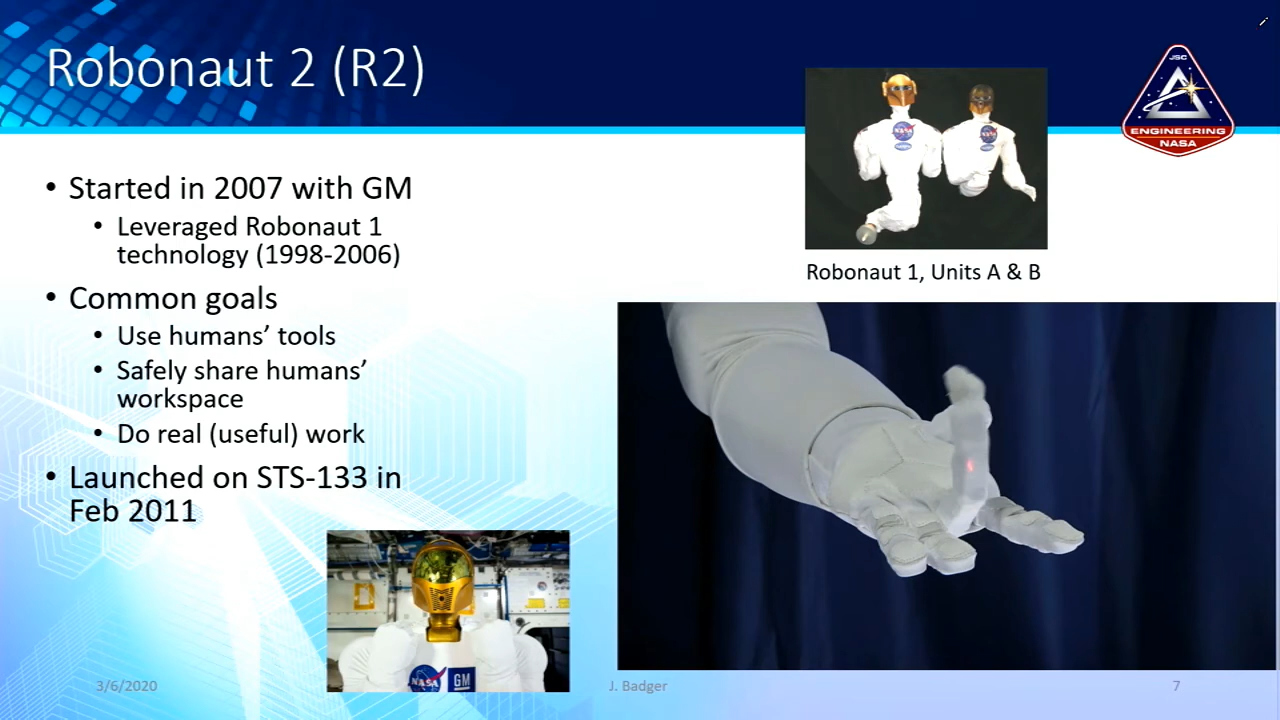 Robonaut 2 (R2)
JSC
ENGINEERING
NASA
• Started in 2007 with GM
• Leveraged Robonaut 1
technology (1998-2006)
• Common goals
• Use humans’ tools
• Safely share humans’
workspace
• Do real (useful) work
• Launched on STS-133 in
Feb 2011
NASA
NASA
Robonaut 1, Units A & B
NASA
GM
3/6/2020
J. Badger
7